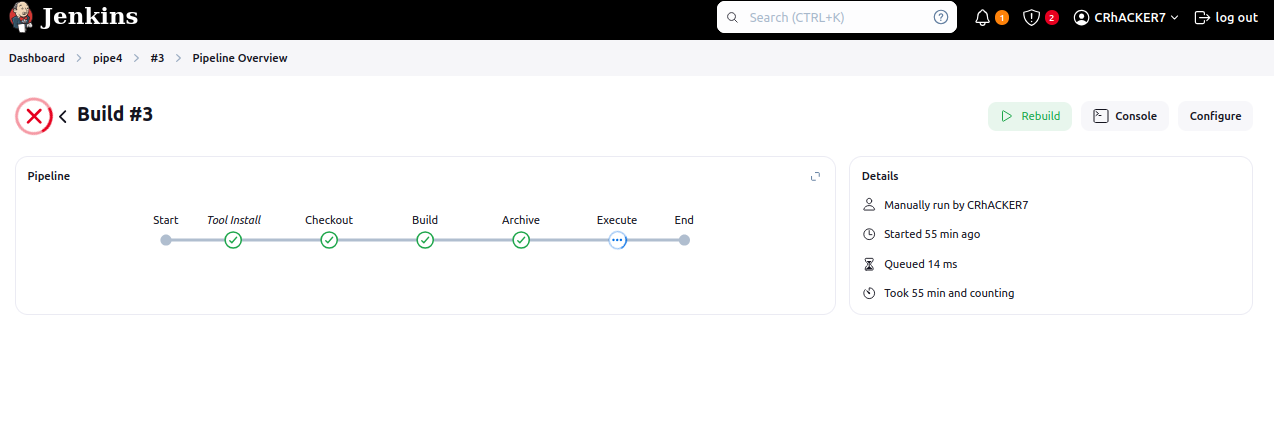 Jenkins
Search (CTRL+K)
1
2
CRhACKER7
log out
Dashboard
pipe4
#3
Pipeline Overview
Build #3
Rebuild
Console
Configure
Pipeline
Start
Tool Install
Checkout
Build
Archive
Execute
End
Details
Manually run by CRhACKER7
Started 55 min ago
Queued 14 ms
Took 55 min and counting